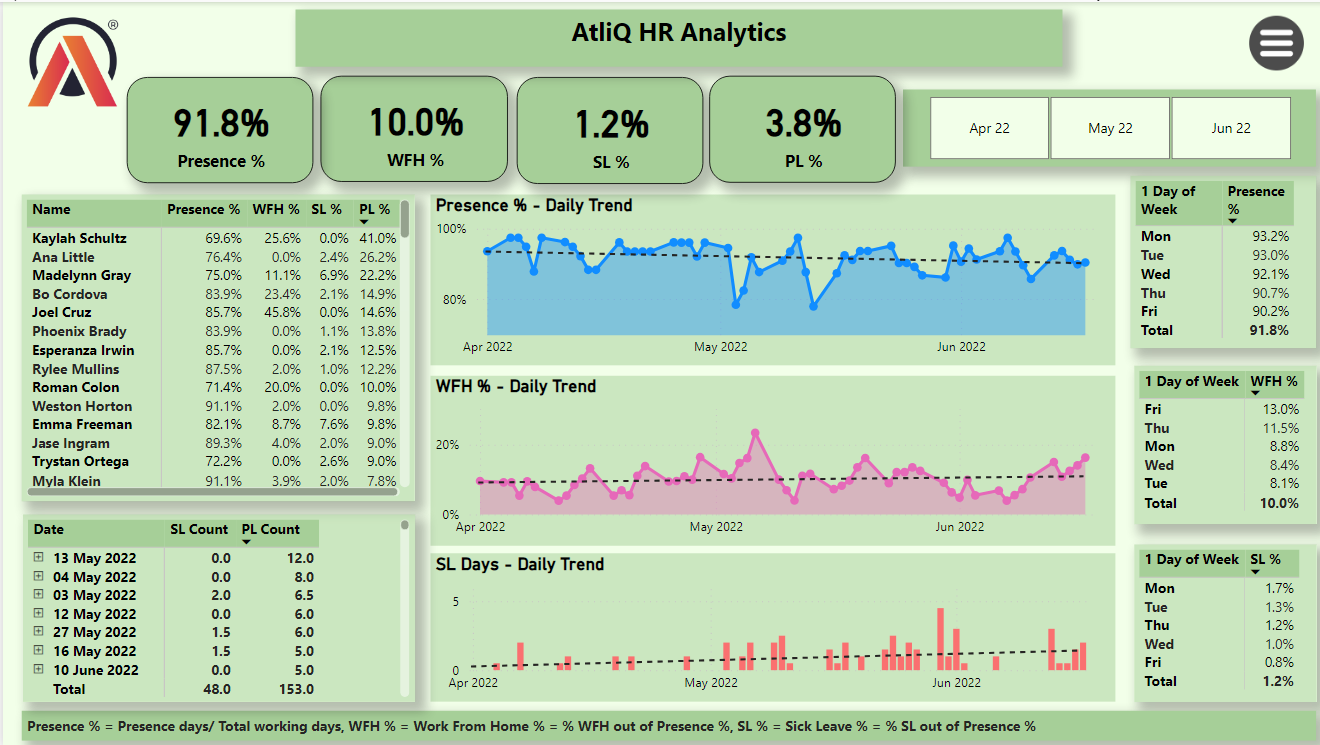 ®
AtliQ HR Analytics
91.8%
Presence %
10.0%
WFH %
1.2%
SL %
3.8%
PL %
Apr 22
May 22
Jun 22
Name Presence % WFH % SL % PL %
Kaylah Schultz 69.6% 25.6% 0.0% 41.0%
Ana Little 76.4% 0.0% 2.4% 26.2%
Madelynn Gray 75.0% 11.1% 6.9% 22.2%
Bo Cordova 83.9% 23.4% 2.1% 14.9%
Joel Cruz 85.7% 45.8% 0.0% 14.6%
Phoenix Brady 83.9% 0.0% 1.1% 13.8%
Esperanza Irwin 85.7% 0.0% 2.1% 12.5%
Rylee Mullins 87.5% 2.0% 1.0% 12.2%
Roman Colon 71.4% 20.0% 0.0% 10.0%
Weston Horton 91.1% 2.0% 0.0% 9.8%
Emma Freeman 82.1% 8.7% 7.6% 9.8%
Jase Ingram 89.3% 4.0% 2.0% 9.0%
Trystan Ortega 72.2% 0.0% 2.6% 9.0%
Myla Klein 91.1% 3.9% 2.0% 7.8%
Date SL Count PL Count
13 May 2022 0.0 12.0
04 May 2022 0.0 8.0
03 May 2022 2.0 6.5
12 May 2022 0.0 6.0
27 May 2022 1.5 6.0
16 May 2022 1.5 5.0
10 June 2022 0.0 5.0
Total 48.0 153.0
Presence % - Daily Trend
100%
80%
Apr 2022 May 2022 Jun 2022
WFH % - Daily Trend
20%
0%
Apr 2022 May 2022 Jun 2022
SL Days - Daily Trend
5
0
Apr 2022 May 2022 Jun 2022
1 Day of Presence
Week %
Mon 93.2%
Tue 93.0%
Wed 92.1%
Thu 90.7%
Fri 90.2%
Total 91.8%
1 Day of Week WFH %
Fri 13.0%
Thu 11.5%
Mon 8.8%
Wed 8.4%
Tue 8.1%
Total 10.0%
1 Day of Week SL %
Mon 1.7%
Tue 1.3%
Thu 1.2%
Wed 1.0%
Fri 0.8%
Total 1.2%
Presence % = Presence days/ Total working days, WFH % = Work From Home % = % WFH out of Presence %, SL % = Sick Leave % = % SL out of Presence %